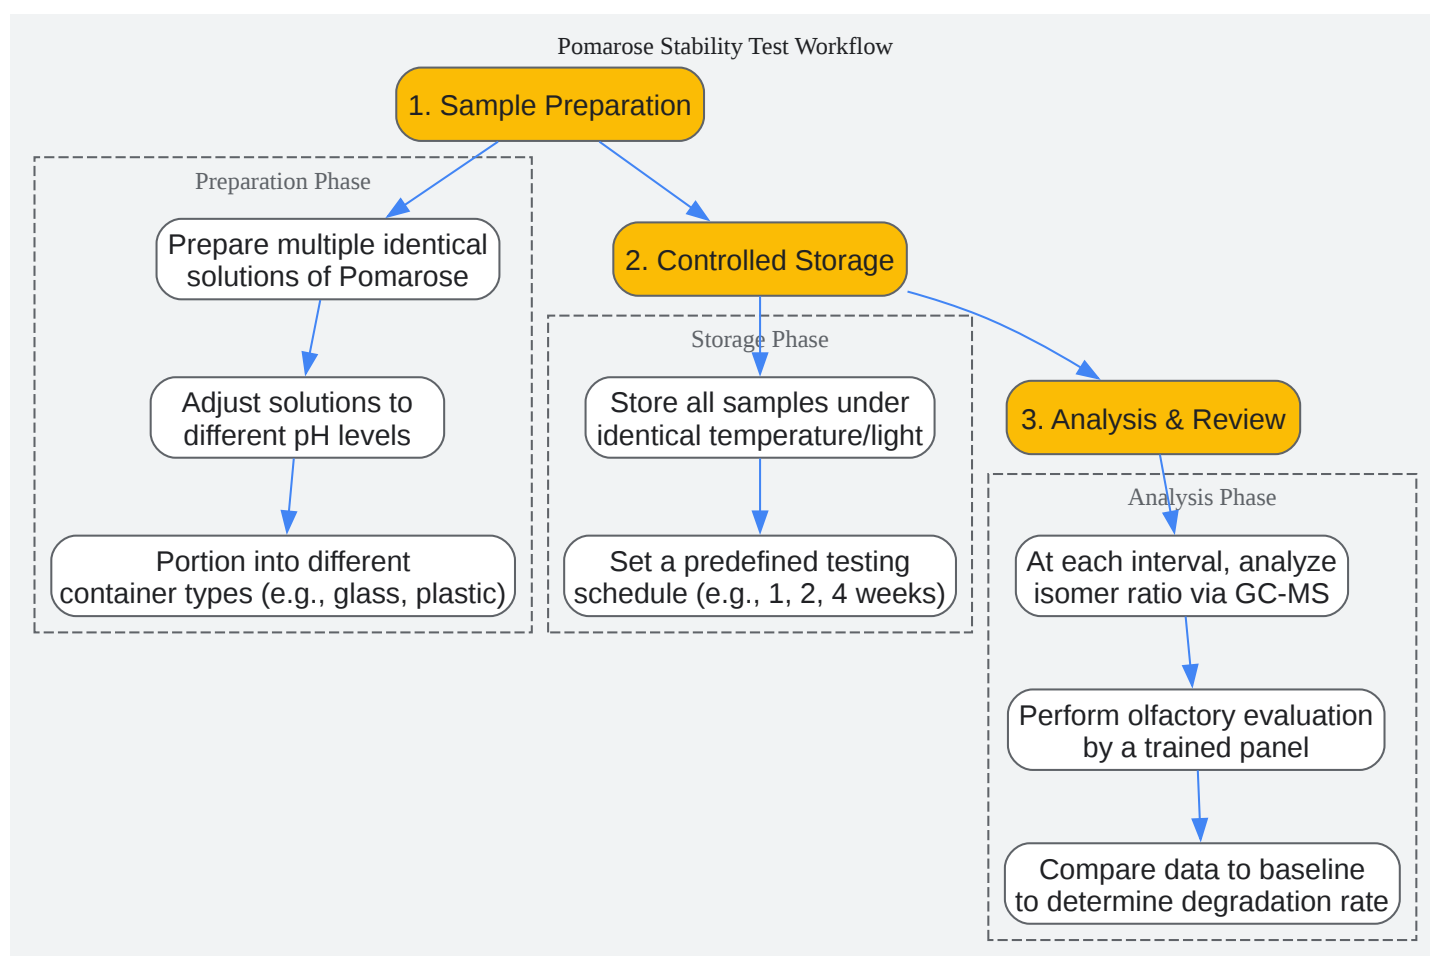 Pomarose Stability Test Workflow
1. Sample Preparation
Preparation Phase
Prepare multiple identical
solutions of Pomarose
Adjust solutions to
different pH levels
Portion into different
container types (e.g., glass, plastic)
2. Controlled Storage
Storage Phase
Store all samples under
identical temperature/light
Set a predefined testing
schedule (e.g., 1, 2, 4 weeks)
3. Analysis & Review
Analysis Phase
At each interval, analyze
isomer ratio via GC-MS
Perform olfactory evaluation
by a trained panel
Compare data to baseline
to determine degradation rate